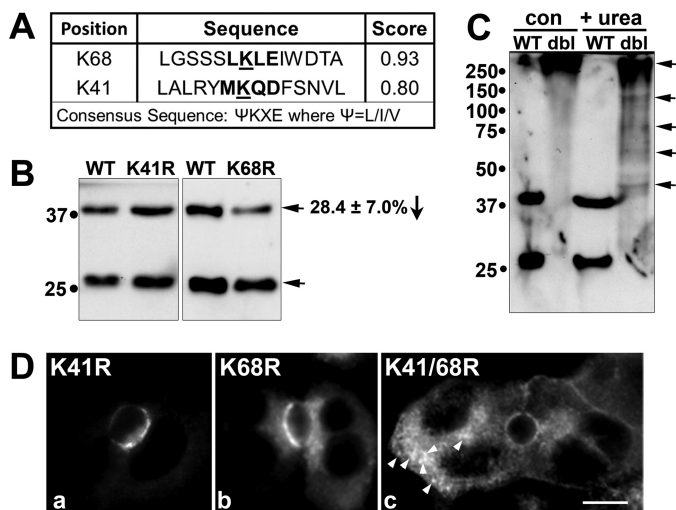 A
Position Sequence Score
K68 LGSSSLKLEIWDTA 0.93
K41 LALRYMKQDFSNVL 0.80
Consensus Sequence: ΨKXE where Ψ=L/I/V
B
WT K41R WT K68R
37
28.4 ± 7.0%
25
C
con + urea
WT dbl WT dbl
250
150
100
75
50
37
25
D
K41R K68R K41/68R
a b c